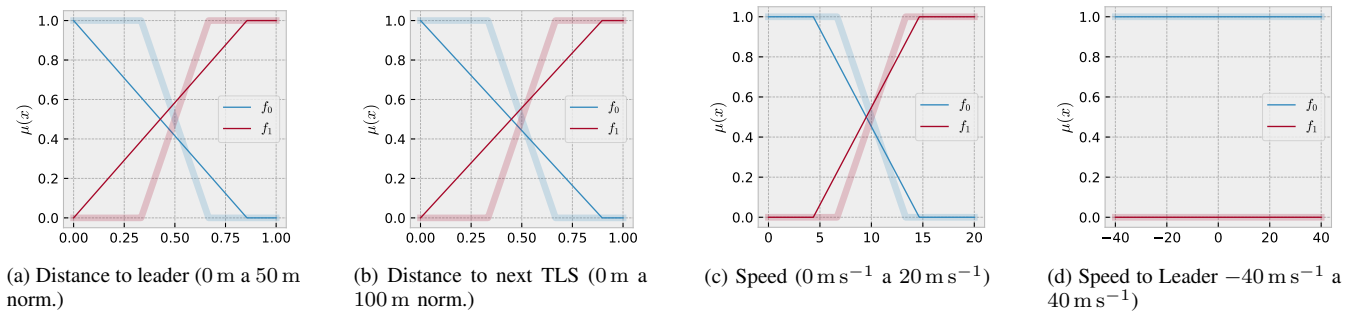 1.0
0.8
0.6
0.4
0.2
0.0
μ(x)
f0
f1
0.00 0.25 0.50 0.75 1.00
(a) Distance to leader (0 m a 50 m
norm.)
1.0
0.8
0.6
0.4
0.2
0.0
μ(x)
f0
f1
0.00 0.25 0.50 0.75 1.00
(b) Distance to next TLS (0 m a
100 m norm.)
1.0
0.8
0.6
0.4
0.2
0.0
μ(x)
f0
f1
0 5 10 15 20
(c) Speed (0 m s⁻¹ a 20 m s⁻¹)
1.0
0.8
0.6
0.4
0.2
0.0
μ(x)
f0
f1
−40 −20 0 20 40
(d) Speed to Leader −40 m s⁻¹ a
40 m s⁻¹)